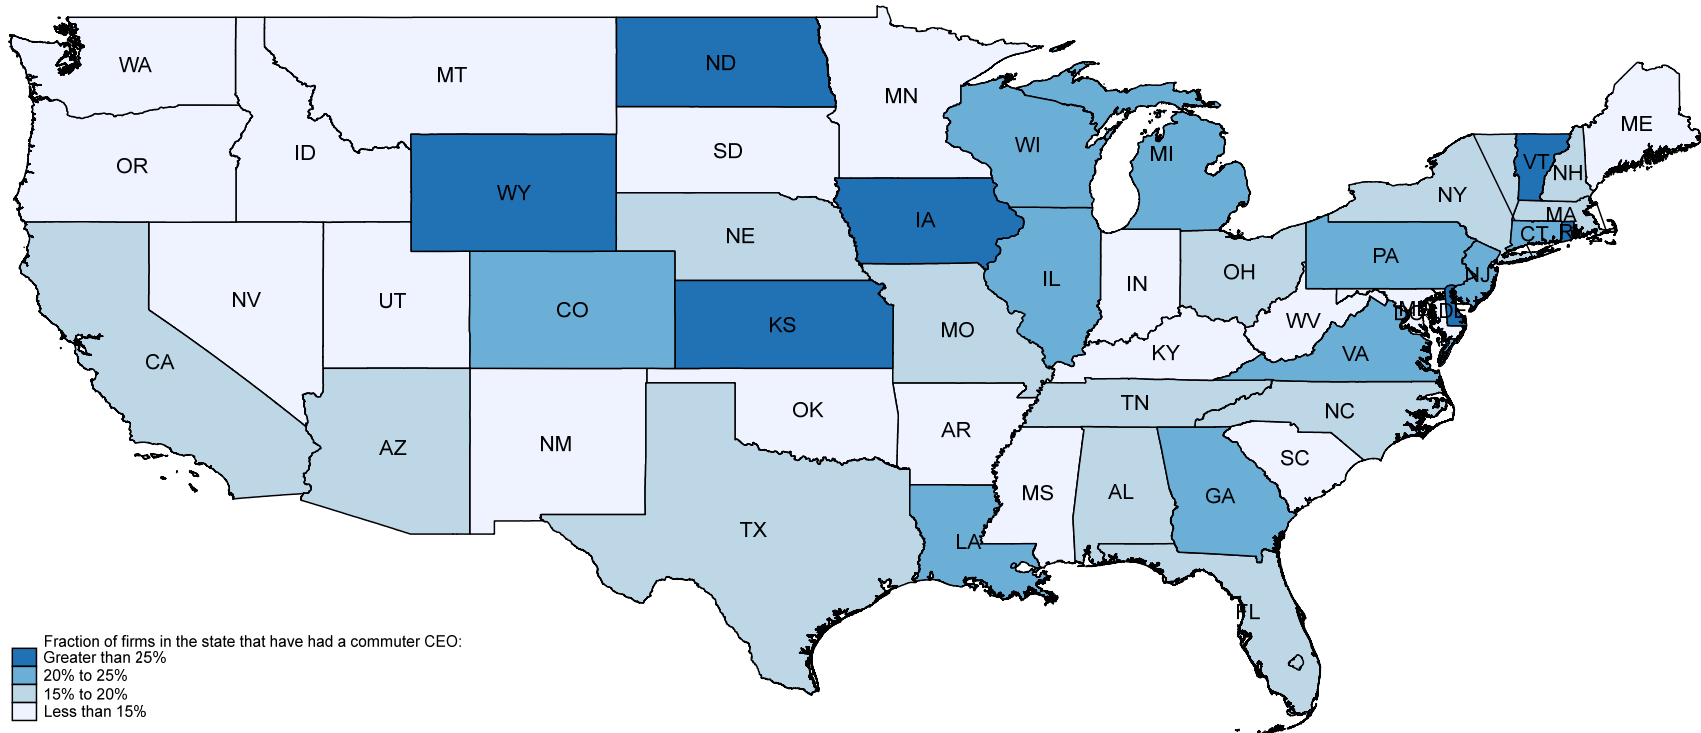 WA
MT
ND
MN
ME
OR
ID
SD
WI
MI
VT
NH
WY
NY
IA
MA
NE
CT
RI
PA
NV
UT
CO
IL
IN
OH
NJ
MD
DE
DC
KS
MO
WV
KY
VA
CA
TN
NC
OK
AR
AZ
NM
SC
MS
AL
GA
TX
LA
FL
Fraction of firms in the state that have had a commuter CEO:
Greater than 25%
20% to 25%
15% to 20%
Less than 15%